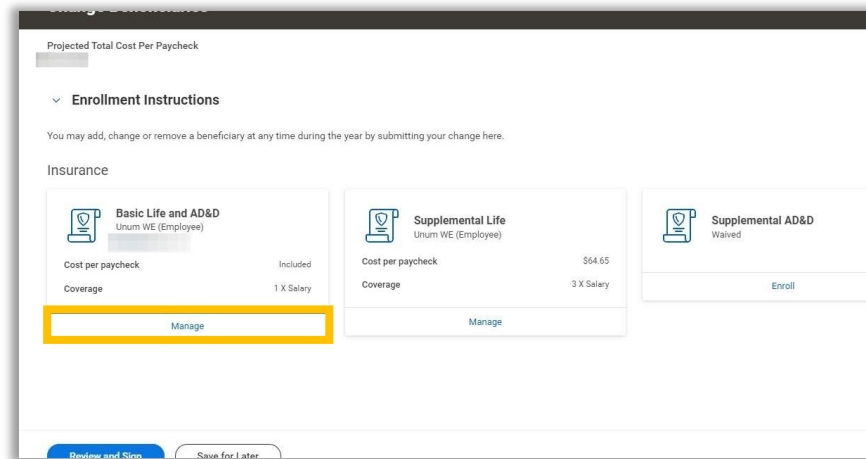 Change Beneficiaries
Projected Total Cost Per Paycheck
Enrollment Instructions
You may add, change or remove a beneficiary at any time during the year by submitting your change here.
Insurance
Basic Life and AD&D
Unum WE (Employee)
Cost per paycheck Included
Coverage 1 X Salary
Manage
Supplemental Life
Unum WE (Employee)
Cost per paycheck $64.65
Coverage 3 X Salary
Manage
Supplemental AD&D
Waived
Enroll
Review and Sign
Save for Later